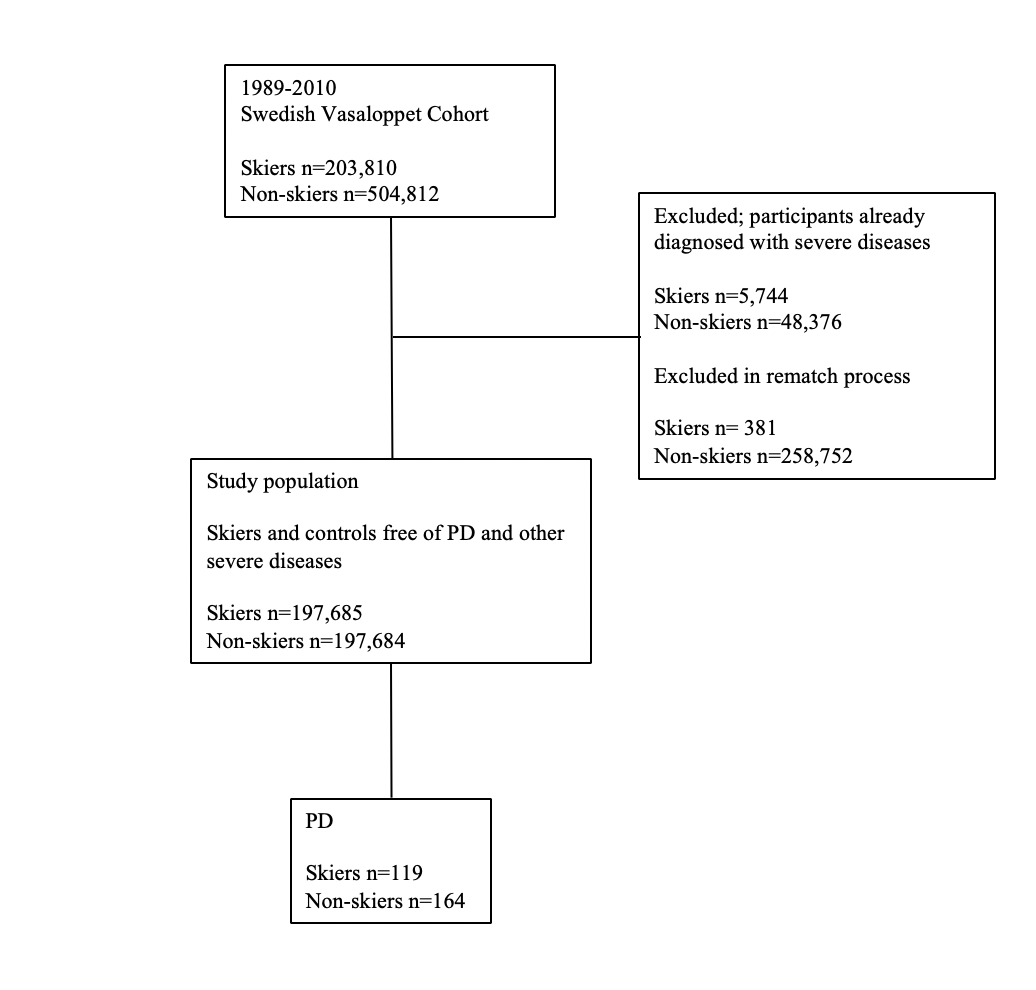 1989-2010
Swedish Vasaloppet Cohort
Skiers n=203,810
Non-skiers n=504,812
Excluded; participants already
diagnosed with severe diseases
Skiers n=5,744
Non-skiers n=48,376
Excluded in rematch process
Skiers n= 381
Non-skiers n=258,752
Study population
Skiers and controls free of PD and other
severe diseases
Skiers n=197,685
Non-skiers n=197,684
PD
Skiers n=119
Non-skiers n=164